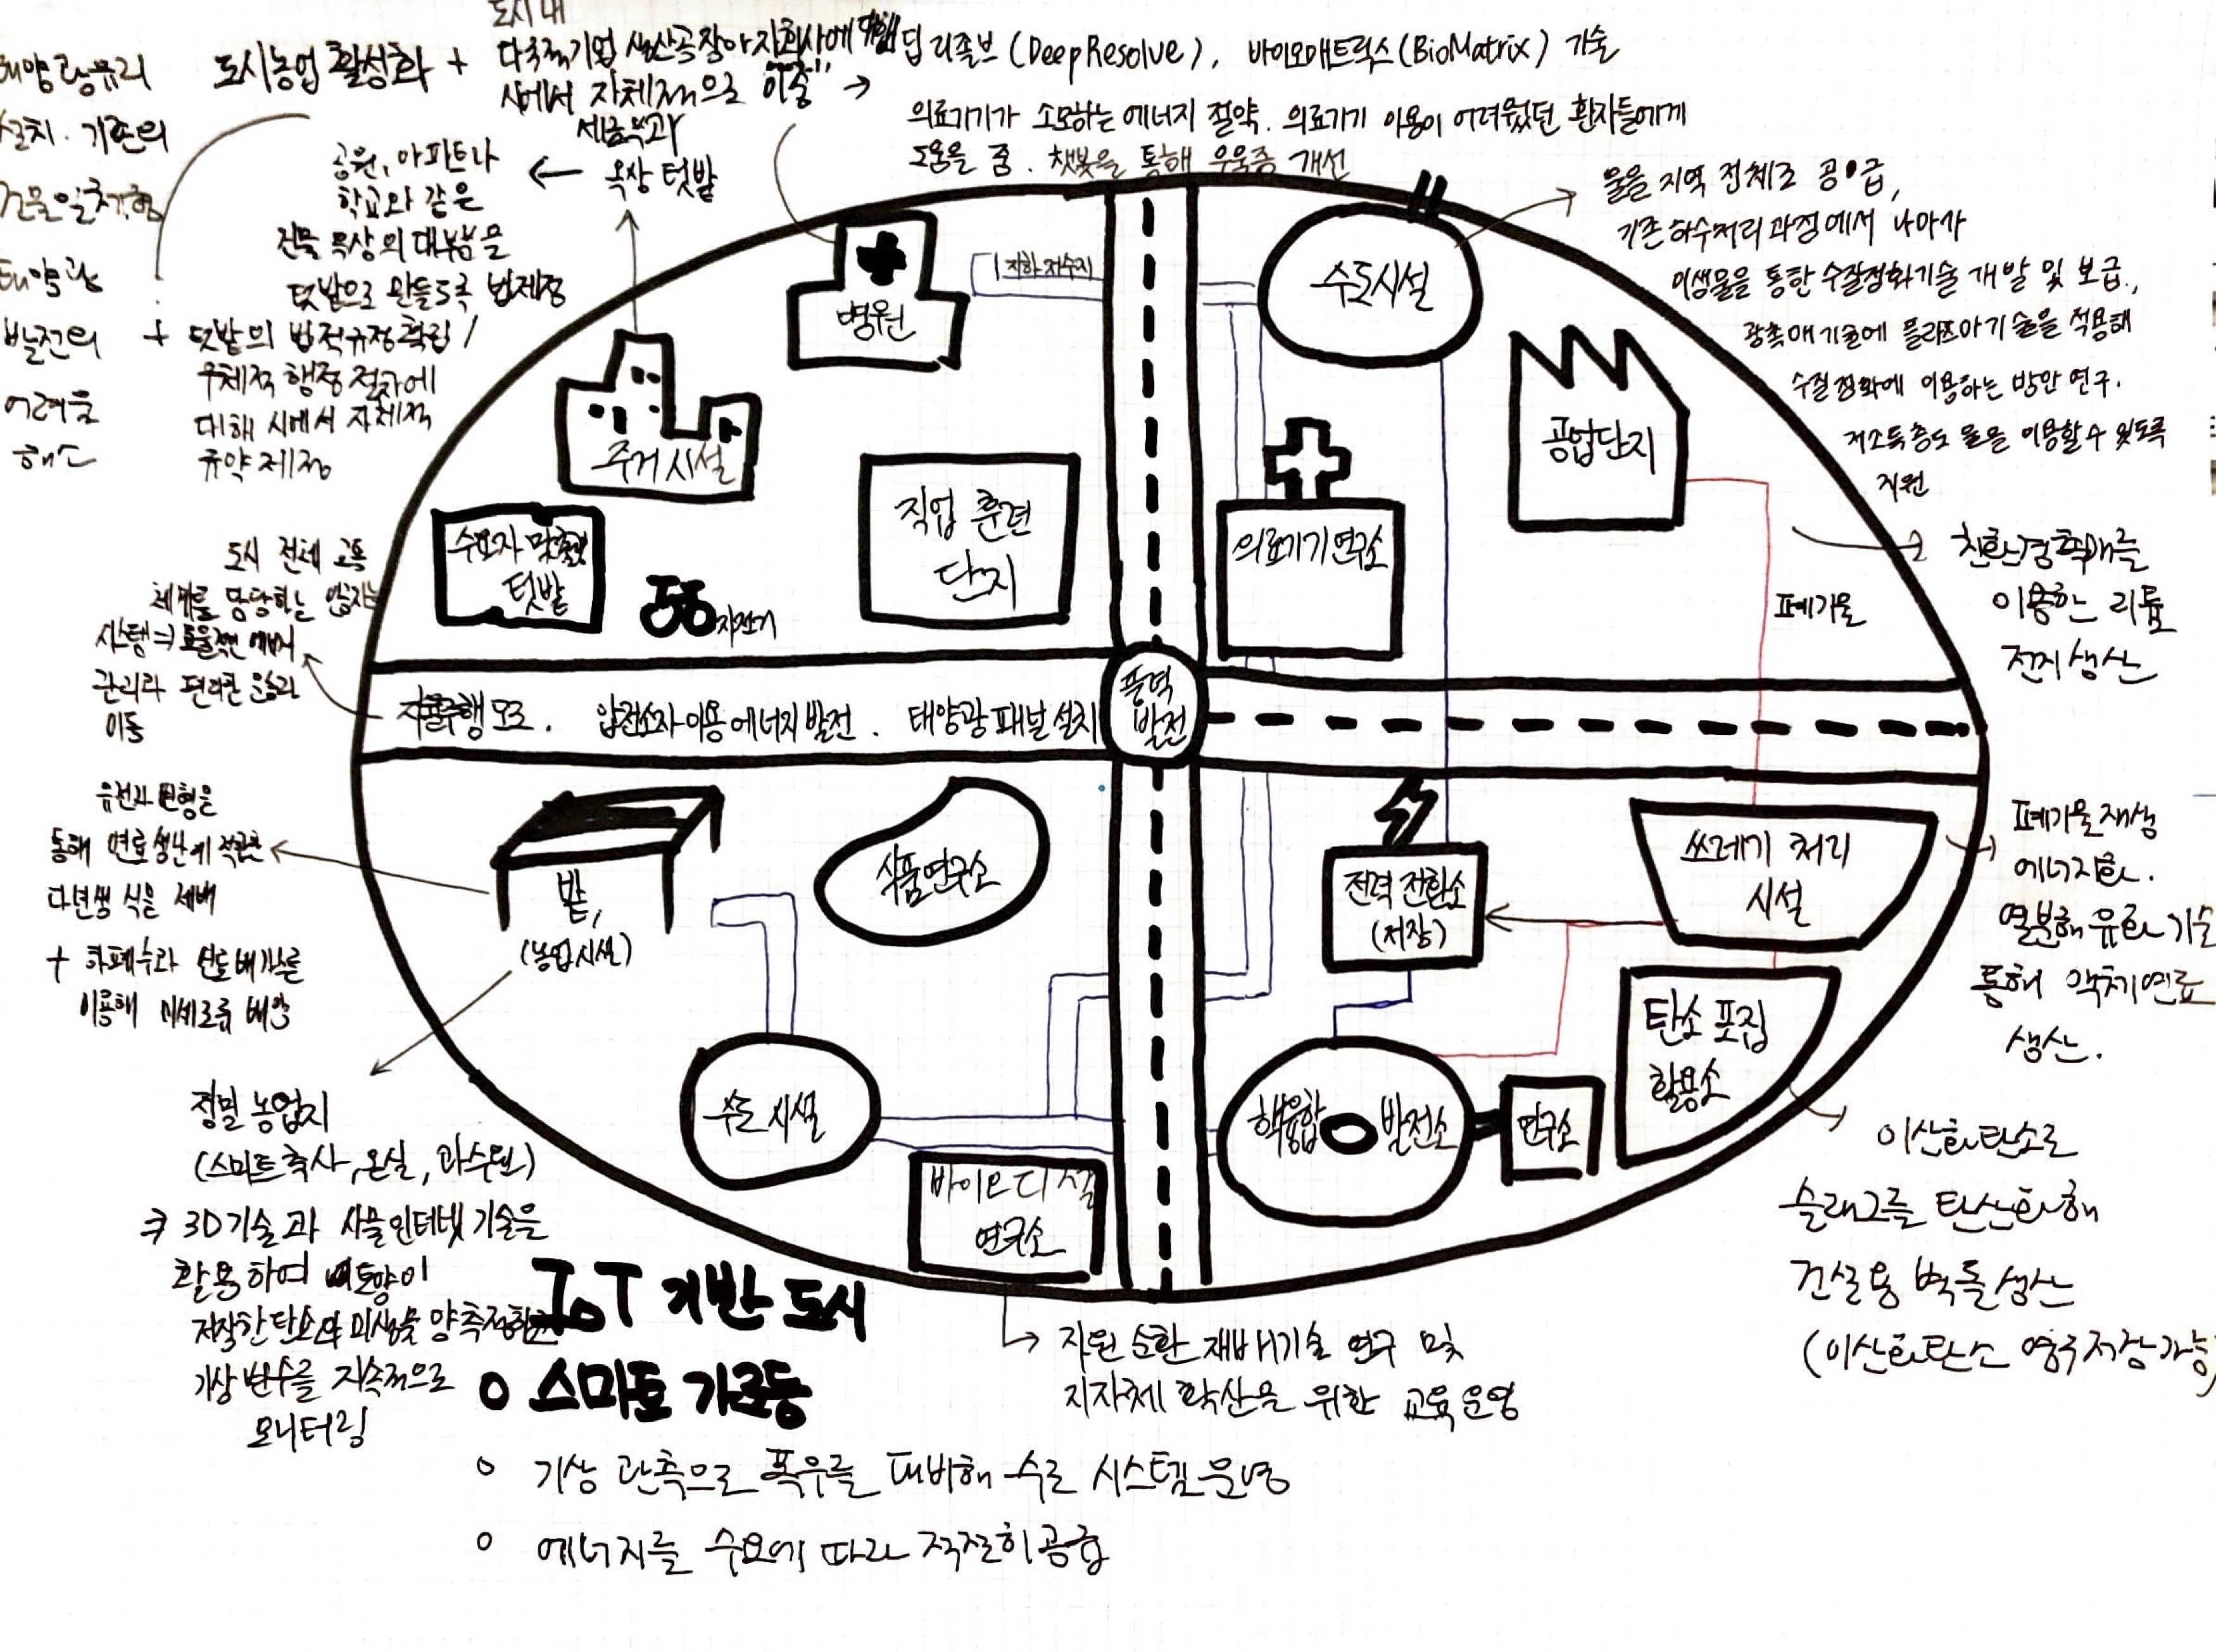 태양광유리
설치. 기존의
건물일체형
태양광
발전의
어려움
해소
도시농업 활성화 +
도시 내
다국적기업 생산공장이나 자회사에 대해
시에서 자체적으로
세금부과
딥 리졸브 (DeepResolve), 바이오매트릭스 (BioMatrix) 기술
의료기기가 소모하는 에너지 절약. 의료기기 이용이 어려웠던 환자들에게
도움을 줌. 챗봇을 통해 우울증 개선
← 옥상 텃밭
공원, 아파트나
학교와 같은
건물 옥상의 대부분을
텃밭으로 만들도록 법제정
+ 텃밭의 법적규정확립 /
구체적 행정 절차에
대해 시에서 자체적
규약 제정
물을 지역 전체로 공급,
기존 하수처리 과정에서 나아가
미생물을 통한 수질정화기술 개발 및 보급,
광촉매 기술에 플라즈마기술을 적용해
수질정화에 이용하는 방안 연구.
저소득층도 물을 이용할 수 있도록
지원
병원
지하 저수지
수도시설
공업단지
주거 시설
직업 훈련
단지
의료기기 연구소
수요자 맞춤형
텃밭
자전거
폐기물
친환경 촉매를
이용한 리튬
전지 생산
도시 전체 교통
체계를 담당하는 인공지능
시스템 ⇒ 효율적인 에너지
관리와 편리한 운송과
이동
자율주행 도로. 압전소자 이용 에너지 발전. 태양광 패널 설치
풍력
발전
유전자 변형을
통해 연료 생산에 적합한
다년생 식물 재배
+ 하폐수와 선도 배가스를
이용해 미세조류 배양
밭,
(농업시설)
식품연구소
전력 전환소
(저장)
쓰레기 처리
시설
폐기물 재생
에너지화.
열분해 유화 기술
통해 액체연료
생산.
탄소 포집
활용소
수도 시설
핵융합 발전소
연구소
바이오디젤
연구소
이산화탄소로
슬래그를 탄산화해
건설용 벽돌 생산
(이산화탄소 영구저장가능)
정밀 농업지
(스마트축사, 온실, 과수원)
⇒ 3D기술과 사물인터넷 기술을
활용하여 토양이
저장한 탄소와 미생물 양 측정하고
기상 변수를 지속적으로
모니터링
IoT 기반 도시
o 스마트 가로등
o 기상 관측으로 폭우를 대비해 수로 시스템 운영
o 에너지를 수요에 따라 적절히 공급
→ 자원 순환 재배기술 연구 및
지자체 확산을 위한 교육 운영